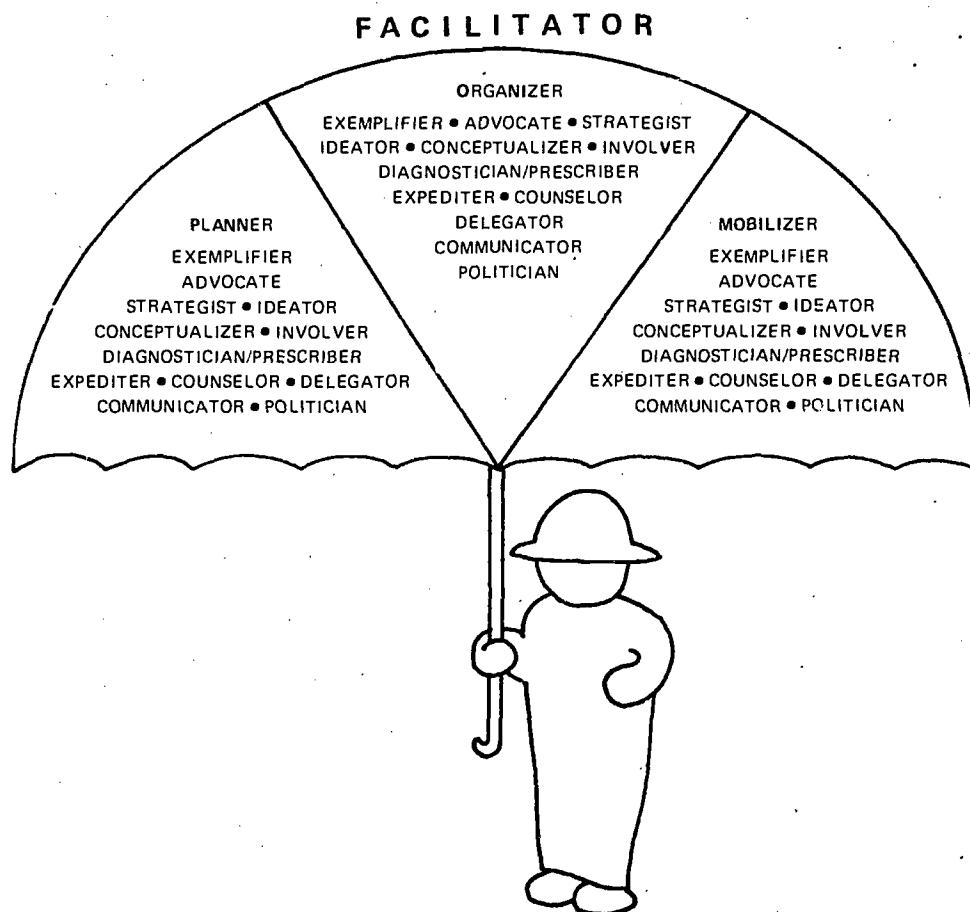 FACILITATOR
ORGANIZER
EXEMPLIFIER • ADVOCATE • STRATEGIST
IDEATOR • CONCEPTUALIZER • INVOLVER
DIAGNOSTICIAN/PRESCRIBER
EXPEDITER • COUNSELOR
DELEGATOR
COMMUNICATOR
POLITICIAN
PLANNER
EXEMPLIFIER
ADVOCATE
STRATEGIST • IDEATOR
CONCEPTUALIZER • INVOLVER
DIAGNOSTICIAN/PRESCRIBER
EXPEDITER • COUNSELOR • DELEGATOR
COMMUNICATOR • POLITICIAN
MOBILIZER
EXEMPLIFIER
ADVOCATE
STRATEGIST • IDEATOR
CONCEPTUALIZER • INVOLVER
DIAGNOSTICIAN/PRESCRIBER
EXPEDITER • COUNSELOR • DELEGATOR
COMMUNICATOR • POLITICIAN